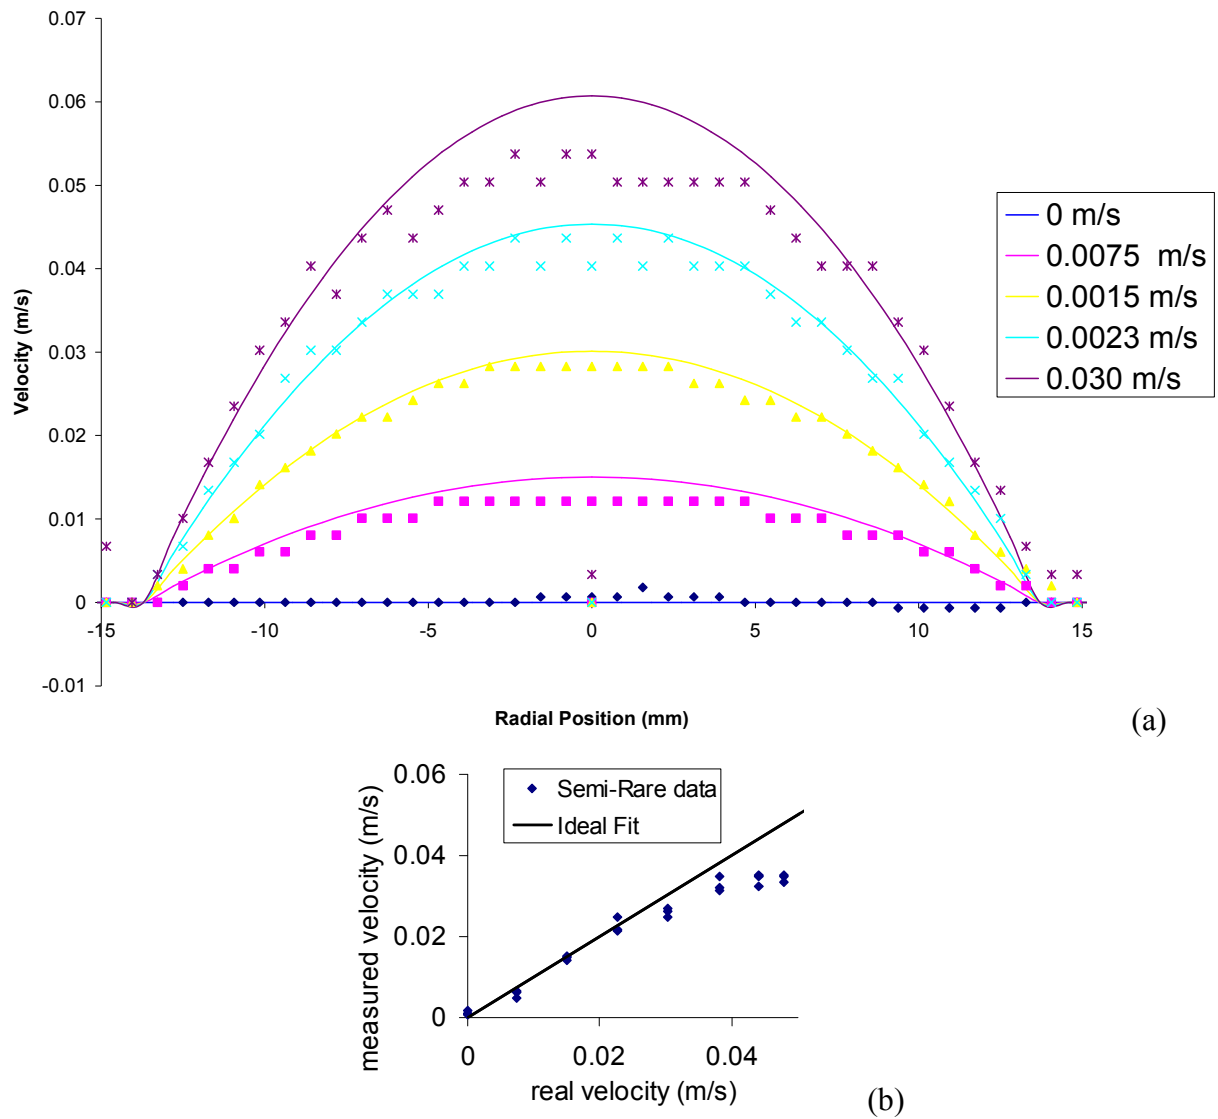 0.07
0.06
0.05
0.04
0.03
0.02
0.01
0
-0.01
-15
-10
-5
0
5
10
15
Velocity (m/s)
Radial Position (mm)
0 m/s
0.0075 m/s
0.0015 m/s
0.0023 m/s
0.030 m/s
(a)
0.06
0.04
0.02
0
0
0.02
0.04
measured velocity (m/s)
real velocity (m/s)
Semi-Rare data
Ideal Fit
(b)